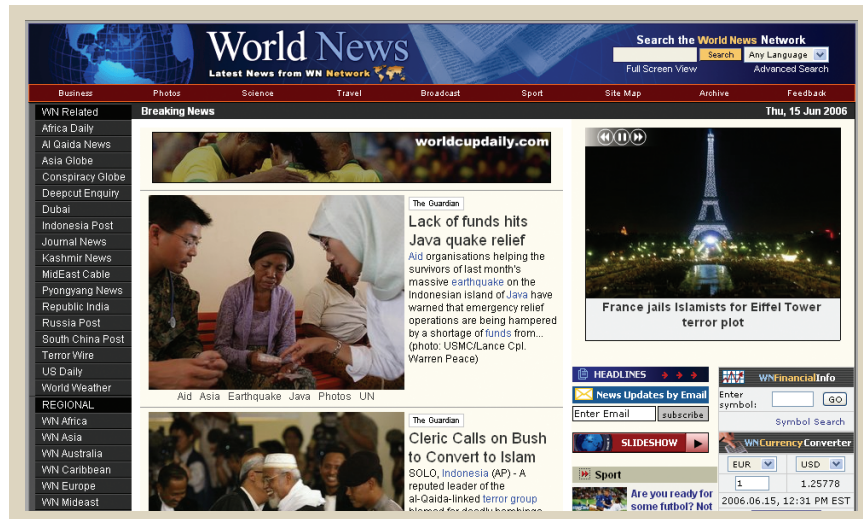 World News
Latest News from WN Network
Search the World News Network
Search
Any Language
Full Screen View
Advanced Search
Business
Photos
Science
Travel
Broadcast
Sport
Site Map
Archive
Feedback
WN Related
Africa Daily
Al Qaida News
Asia Globe
Conspiracy Globe
Deepcut Enquiry
Dubai
Indonesia Post
Journal News
Kashmir News
MidEast Cable
Pyongyang News
Republic India
Russia Post
South China Post
Terror Wire
US Daily
World Weather
REGIONAL
WN Africa
WN Asia
WN Australia
WN Caribbean
WN Europe
WN Mideast
Breaking News
Thu, 15 Jun 2006
worldcupdaily.com
The Guardian
Lack of funds hits
Java quake relief
Aid organisations helping the
survivors of last month's
massive earthquake on the
Indonesian island of Java have
warned that emergency relief
operations are being hampered
by a shortage of funds from...
(photo: USMC/Lance Cpl.
Warren Peace)
Aid Asia Earthquake Java Photos UN
The Guardian
Cleric Calls on Bush
to Convert to Islam
SOLO, Indonesia (AP) - A
reputed leader of the
al-Qaida-linked terror group
blamed for deadly bombings
France jails Islamists for Eiffel Tower
terror plot
HEADLINES
News Updates by Email
Enter Email
subscribe
SLIDESHOW
Sport
Are you ready for
some futbol? Not
WNFinancialInfo
Enter
symbol:
GO
Symbol Search
WNCurrencyConverter
EUR
USD
1
1.25778
2006.06.15, 12:31 PM EST